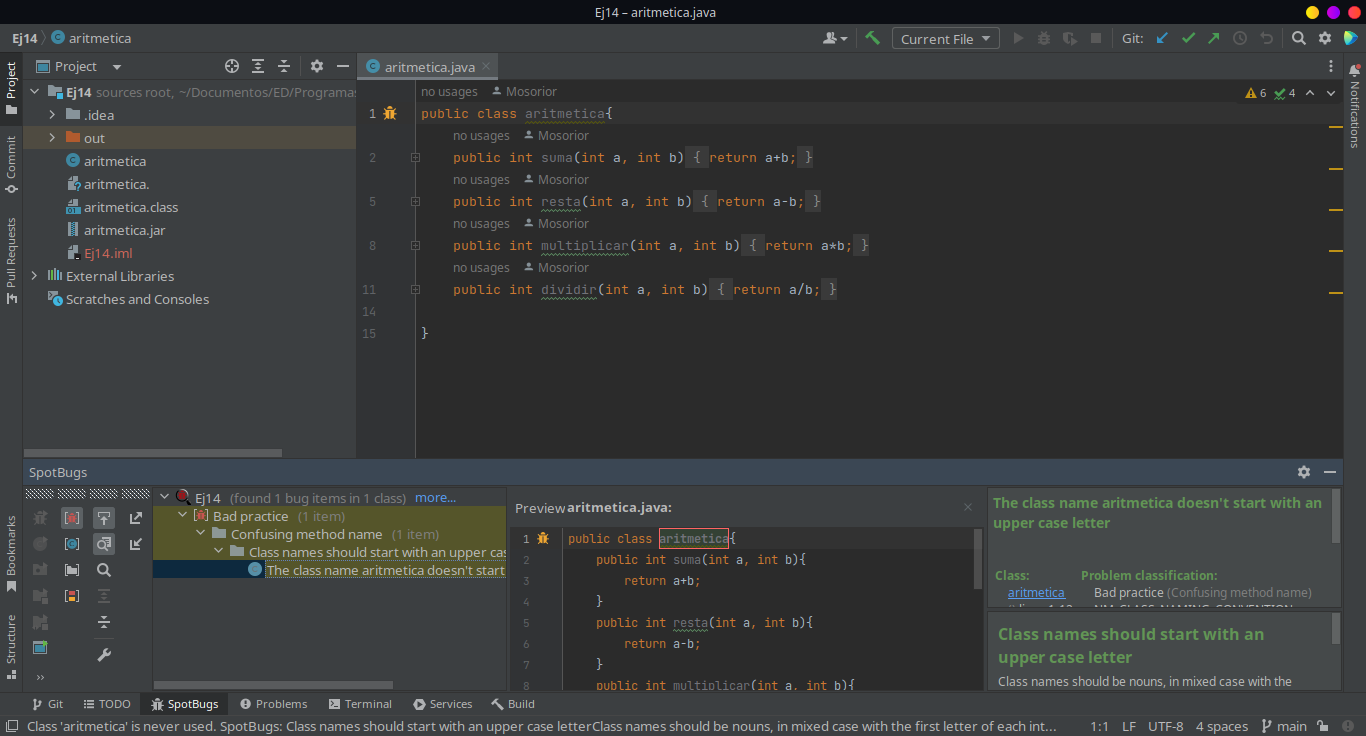 Ej14 – aritmetica.java
Ej14 aritmetica
Current File
Git:
Project
aritmetica.java
Project
Commit
Pull Requests
Bookmarks
Structure
Notifications
Ej14 sources root, ~/Documentos/ED/Programas
.idea
out
aritmetica
aritmetica.
aritmetica.class
aritmetica.jar
Ej14.iml
External Libraries
Scratches and Consoles
no usages Mosorior
6 4
1 public class aritmetica{
no usages Mosorior
2 public int suma(int a, int b) { return a+b; }
no usages Mosorior
5 public int resta(int a, int b) { return a-b; }
no usages Mosorior
8 public int multiplicar(int a, int b) { return a*b; }
no usages Mosorior
11 public int dividir(int a, int b) { return a/b; }
14
15 }
SpotBugs
Ej14 (found 1 bug items in 1 class) more...
Bad practice (1 item)
Confusing method name (1 item)
Class names should start with an upper cas
The class name aritmetica doesn't start
Preview aritmetica.java:
1 public class aritmetica{
2 public int suma(int a, int b){
3 return a+b;
4 }
5 public int resta(int a, int b){
6 return a-b;
7 }
8 public int multiplicar(int a, int b){
The class name aritmetica doesn't start with an
upper case letter
Class: Problem classification:
aritmetica Bad practice (Confusing method name)
NM_CLASS_NAMING_CONVENTION
Class names should start with an
upper case letter
Class names should be nouns, in mixed case with the
Git
TODO
SpotBugs
Problems
Terminal
Services
Build
Class 'aritmetica' is never used. SpotBugs: Class names should start with an upper case letterClass names should be nouns, in mixed case with the first letter of each int...
1:1 LF UTF-8 4 spaces main